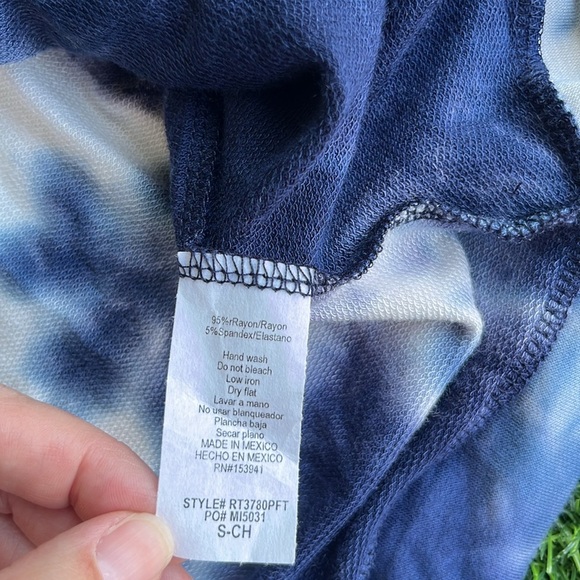 95%rRayon/Rayon
5%Spandex/Elastano
Hand wash
Do not bleach
Low iron
Dry flat
Lavar a mano
No usar blanqueador
Plancha baja
Secar plano
MADE IN MEXICO
HECHO EN MEXICO
RN#153941
STYLE# RT3780PFT
PO# MI5031
S-CH